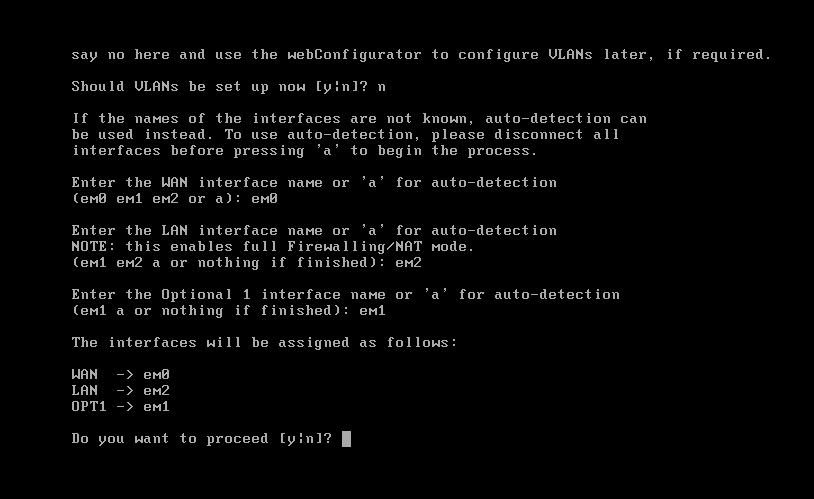 say no here and use the webConfigurator to configure VLANs later, if required.
Should VLANs be set up now [y|n]? n
If the names of the interfaces are not known, auto-detection can
be used instead. To use auto-detection, please disconnect all
interfaces before pressing 'a' to begin the process.
Enter the WAN interface name or 'a' for auto-detection
(em0 em1 em2 or a): em0
Enter the LAN interface name or 'a' for auto-detection
NOTE: this enables full Firewalling/NAT mode.
(em1 em2 a or nothing if finished): em2
Enter the Optional 1 interface name or 'a' for auto-detection
(em1 a or nothing if finished): em1
The interfaces will be assigned as follows:
WAN  -> em0
LAN  -> em2
OPT1 -> em1
Do you want to proceed [y|n]?